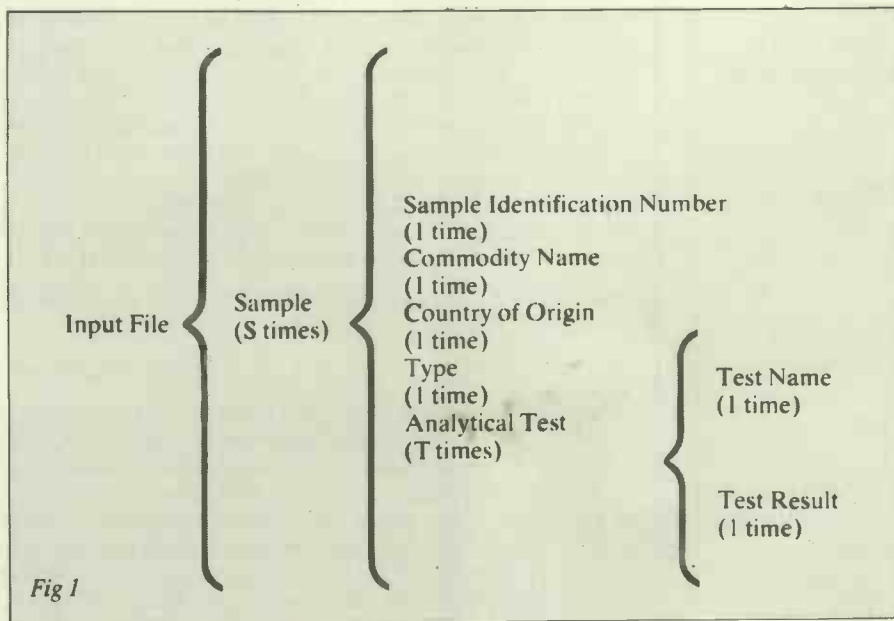 Input File
Sample
(S times)
Sample Identification Number
(1 time)
Commodity Name
(1 time)
Country of Origin
(1 time)
Type
(1 time)
Analytical Test
(T times)
Test Name
(1 time)
Test Result
(1 time)
Fig 1